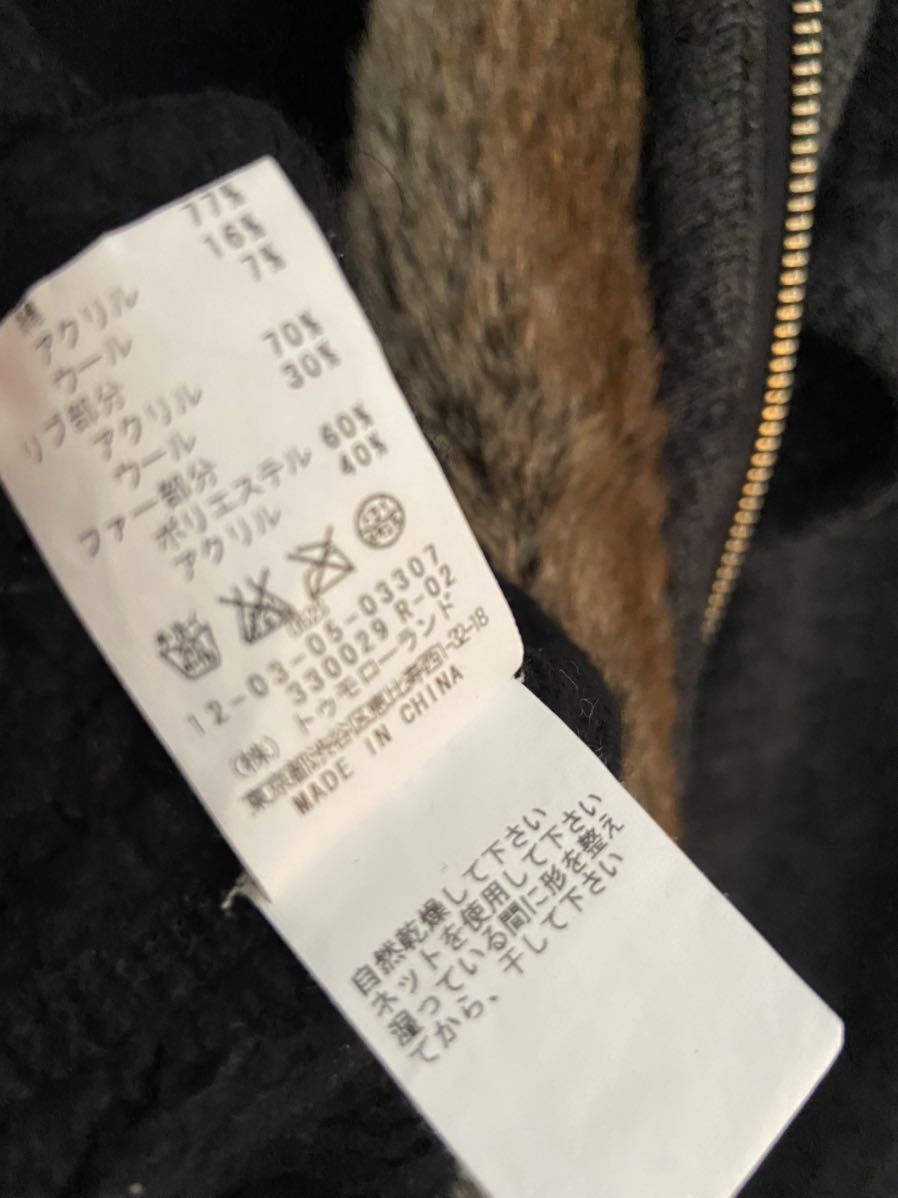 綿 77%
アクリル 16%
ウール 7%
リブ部分
アクリル 70%
ウール 30%
ファー部分
ポリエステル 60%
アクリル 40%
12-03-05-03307
330029 R-02
(株) トゥモローランド
東京都渋谷区恵比寿西1-32-18
MADE IN CHINA
自然乾燥して下さい
ネットを使用して下さい
湿っている間に形を整え
てから、干して下さい